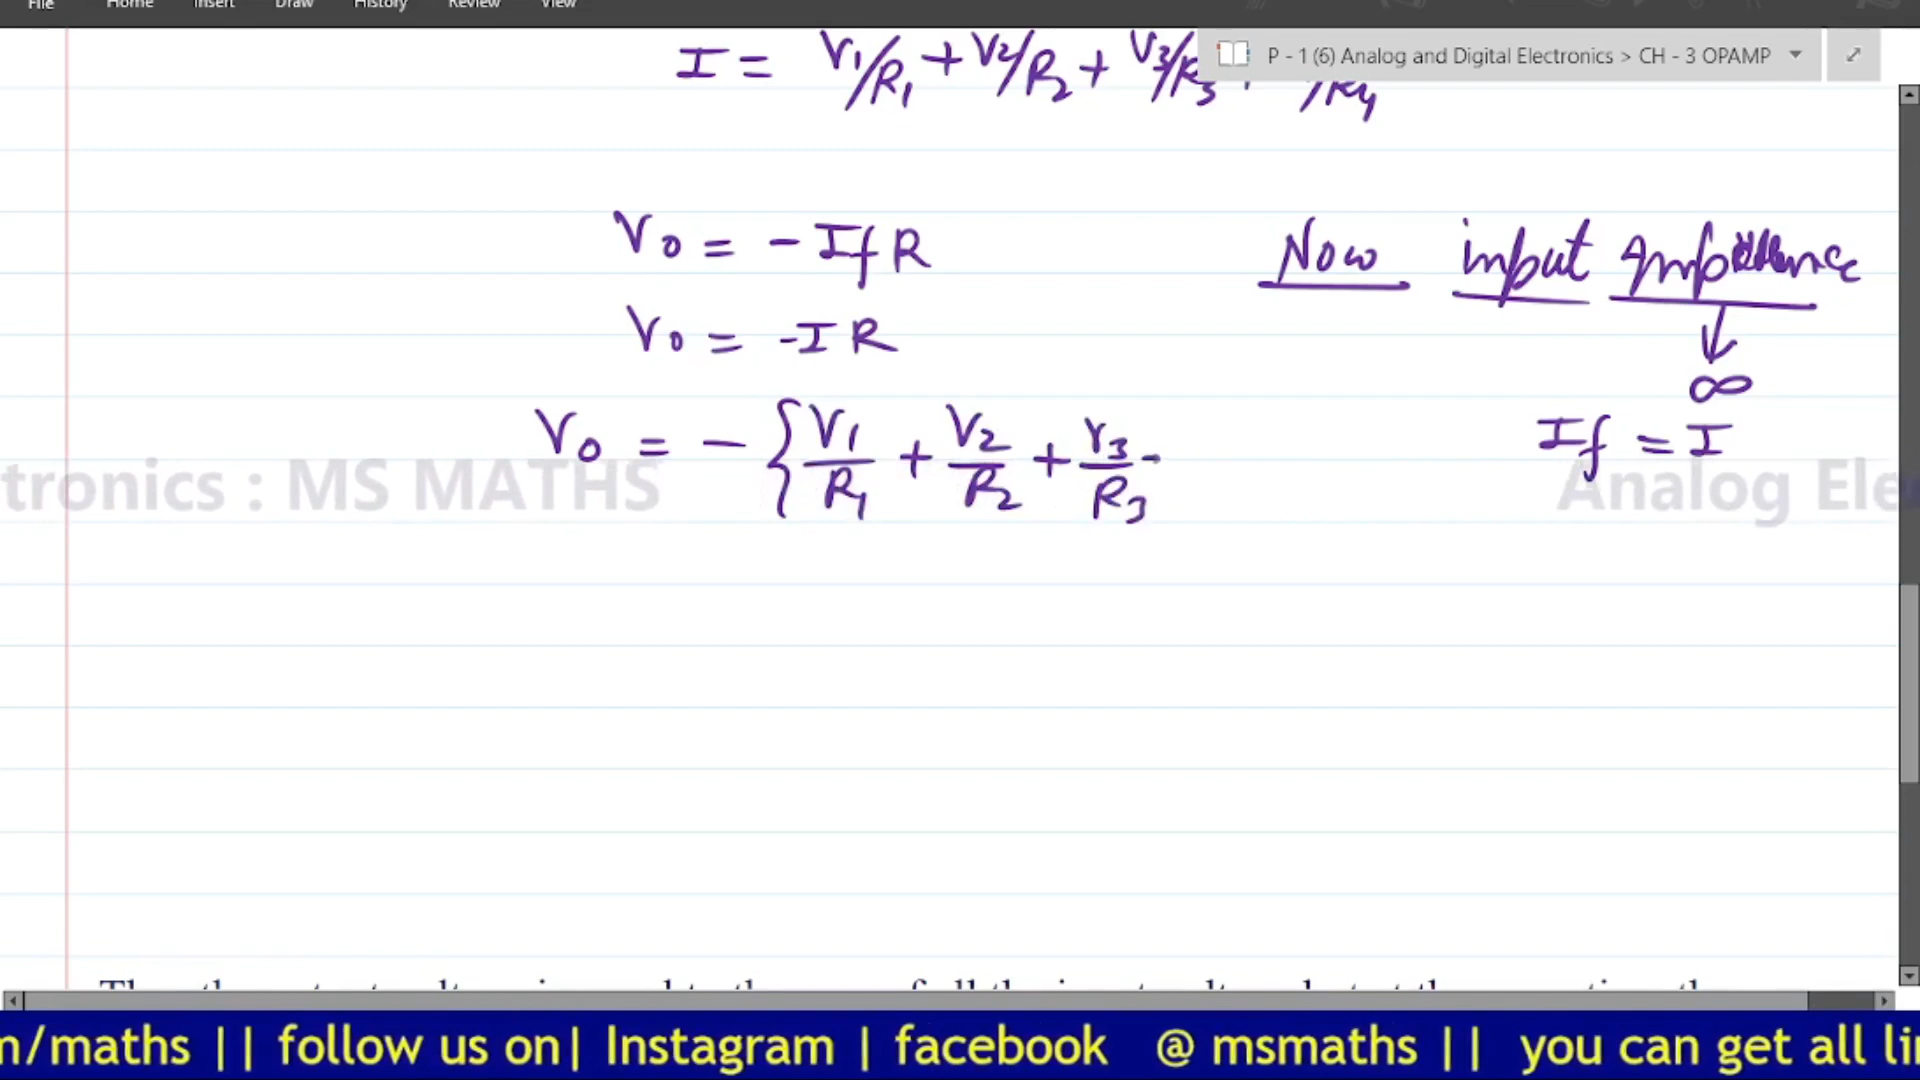 File Home Insert Draw History Review View
P - 1 (6) Analog and Digital Electronics > CH - 3 OPAMP
I = V1/R1 + V2/R2 + V3/R3 + /R4
V0 = - If R
Now input impedence
V0 = - I R
↓
∞
V0 = - { V1/R1 + V2/R2 + V3/R3 -
If = I
tronics : MS MATHS
Analog Ele
m/maths || follow us on| Instagram | facebook @ msmaths || you can get all li